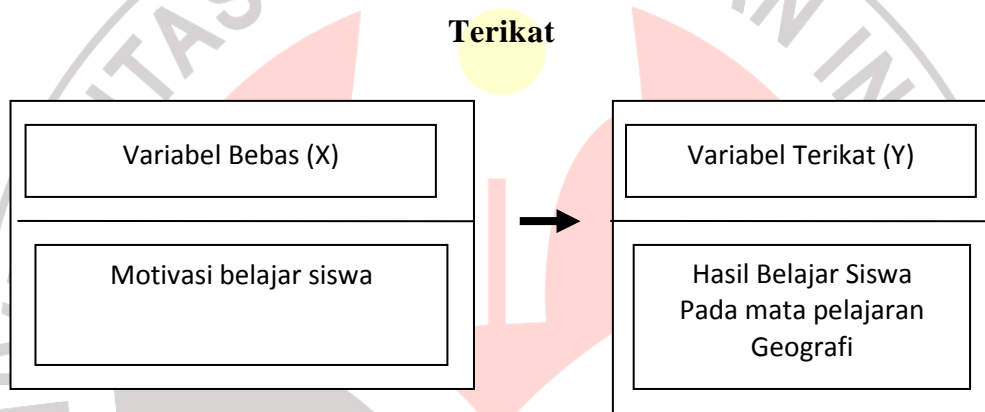 Terikat
Variabel Bebas (X)
Variabel Terikat (Y)
Motivasi belajar siswa
Hasil Belajar Siswa
Pada mata pelajaran
Geografi